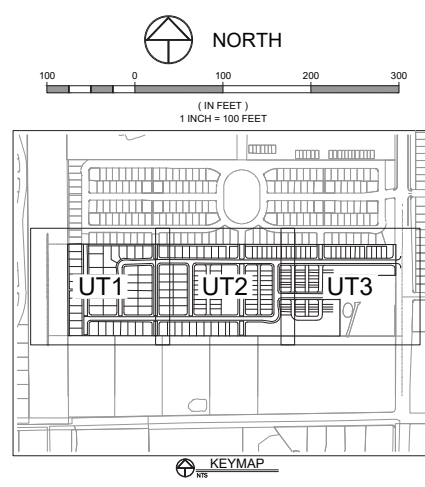 NORTH
100 0 100 200 300
( IN FEET )
1 INCH = 100 FEET
UT1 UT2 UT3
KEYMAP
NTS